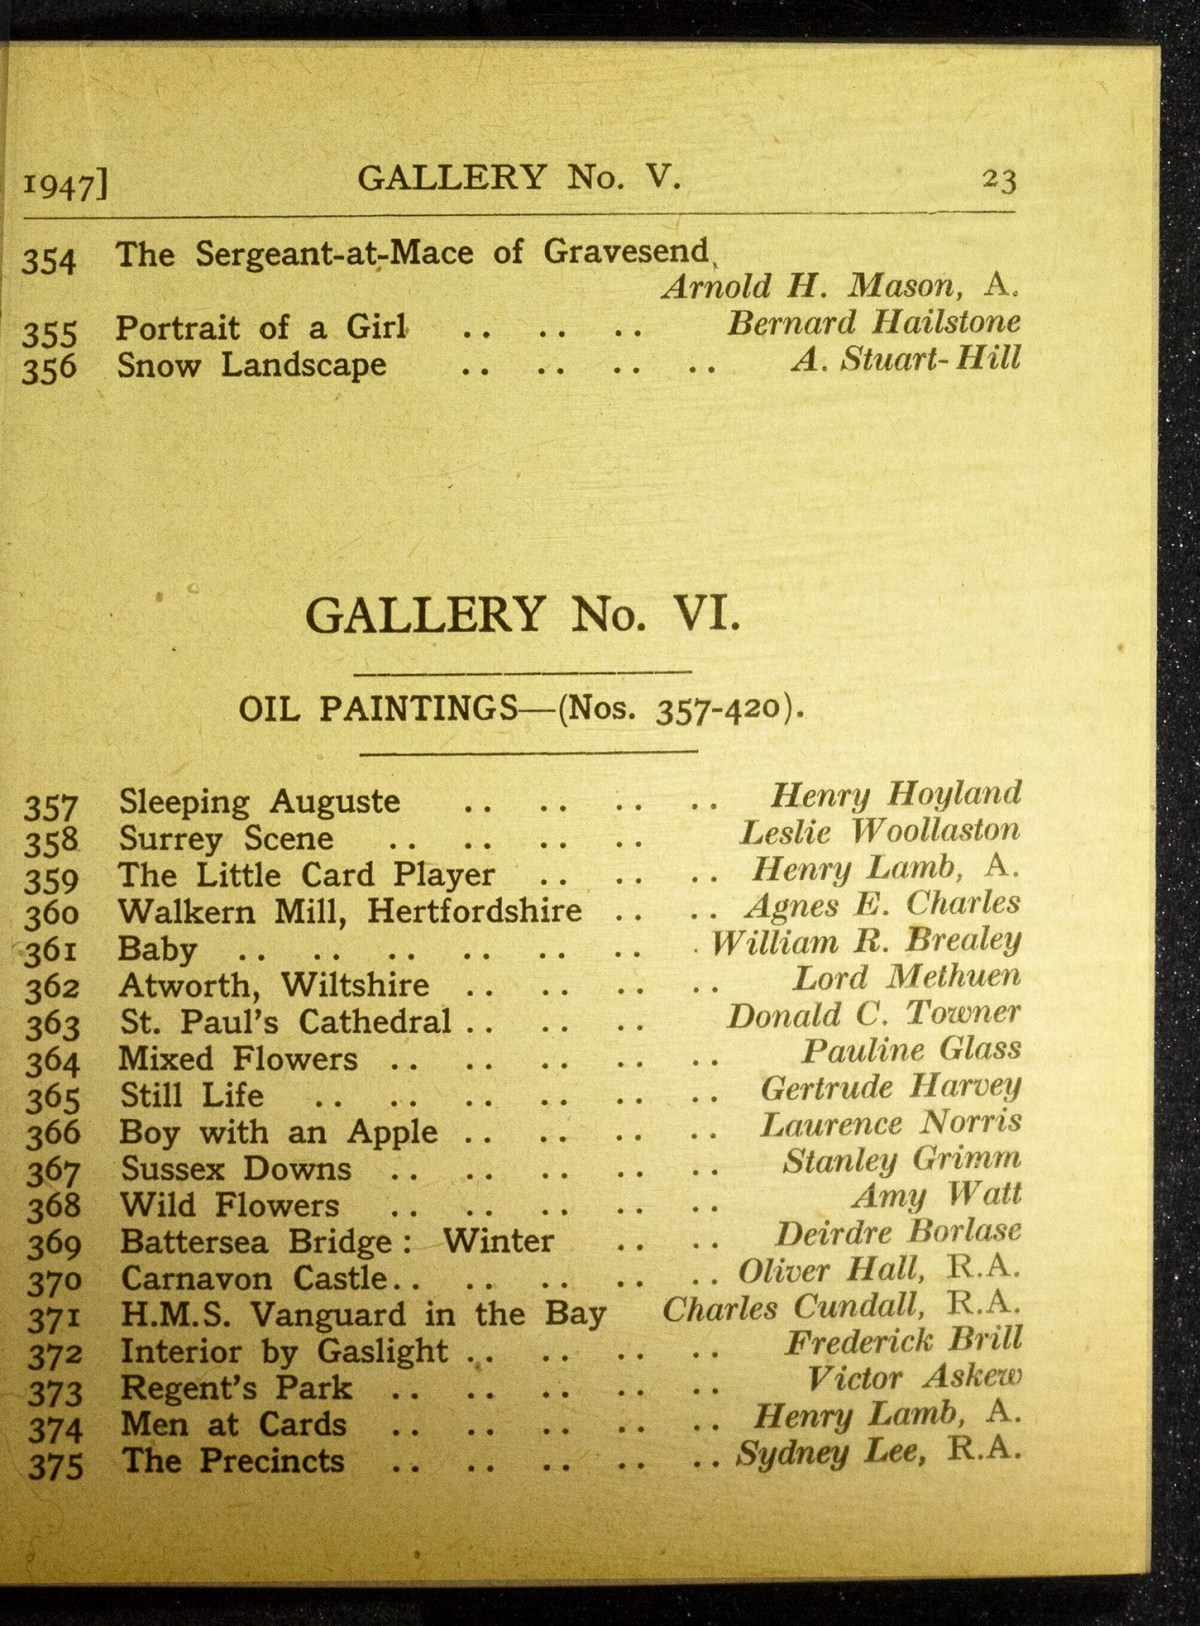 1947] GALLERY No. V. 23
354 The Sergeant-at-Mace of Gravesend,
Arnold H. Mason, A.
355 Portrait of a Girl .. .. .. Bernard Hailstone
356 Snow Landscape .. .. .. .. A. Stuart-Hill
GALLERY No. VI.
OIL PAINTINGS—(Nos. 357-420).
357 Sleeping Auguste .. .. .. .. Henry Hoyland
358 Surrey Scene .. .. .. .. Leslie Woollaston
359 The Little Card Player .. .. .. Henry Lamb, A.
360 Walkern Mill, Hertfordshire .. .. Agnes E. Charles
361 Baby .. .. .. .. .. .. . William R. Brealey
362 Atworth, Wiltshire .. .. .. .. Lord Methuen
363 St. Paul's Cathedral .. .. .. Donald C. Towner
364 Mixed Flowers .. .. .. .. .. Pauline Glass
365 Still Life .. .. .. .. .. .. Gertrude Harvey
366 Boy with an Apple .. .. .. .. Laurence Norris
367 Sussex Downs .. .. .. .. .. Stanley Grimm
368 Wild Flowers .. .. .. .. .. Amy Watt
369 Battersea Bridge : Winter .. .. Deirdre Borlase
370 Carnavon Castle .. .. .. .. .. Oliver Hall, R.A.
371 H.M.S. Vanguard in the Bay Charles Cundall, R.A.
372 Interior by Gaslight .. .. .. .. Frederick Brill
373 Regent's Park .. .. .. .. .. Victor Askew
374 Men at Cards .. .. .. .. .. Henry Lamb, A.
375 The Precincts .. .. .. .. .. Sydney Lee, R.A.